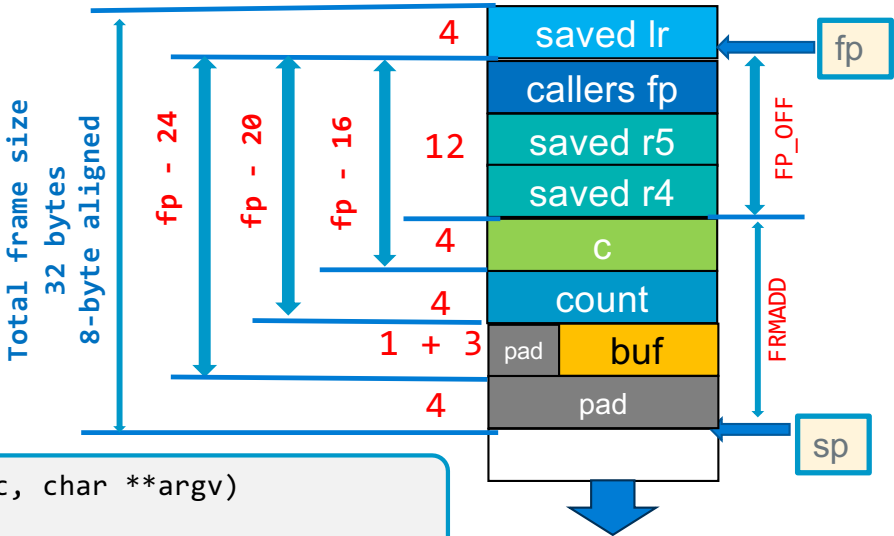 4
saved lr
fp
callers fp
12
saved r5
saved r4
4
c
4
count
1 + 3
pad
buf
4
pad
sp
FP_OFF
FRMADD
fp - 24
fp - 20
fp - 16
Total frame size
32 bytes
8-byte aligned
c, char **argv)